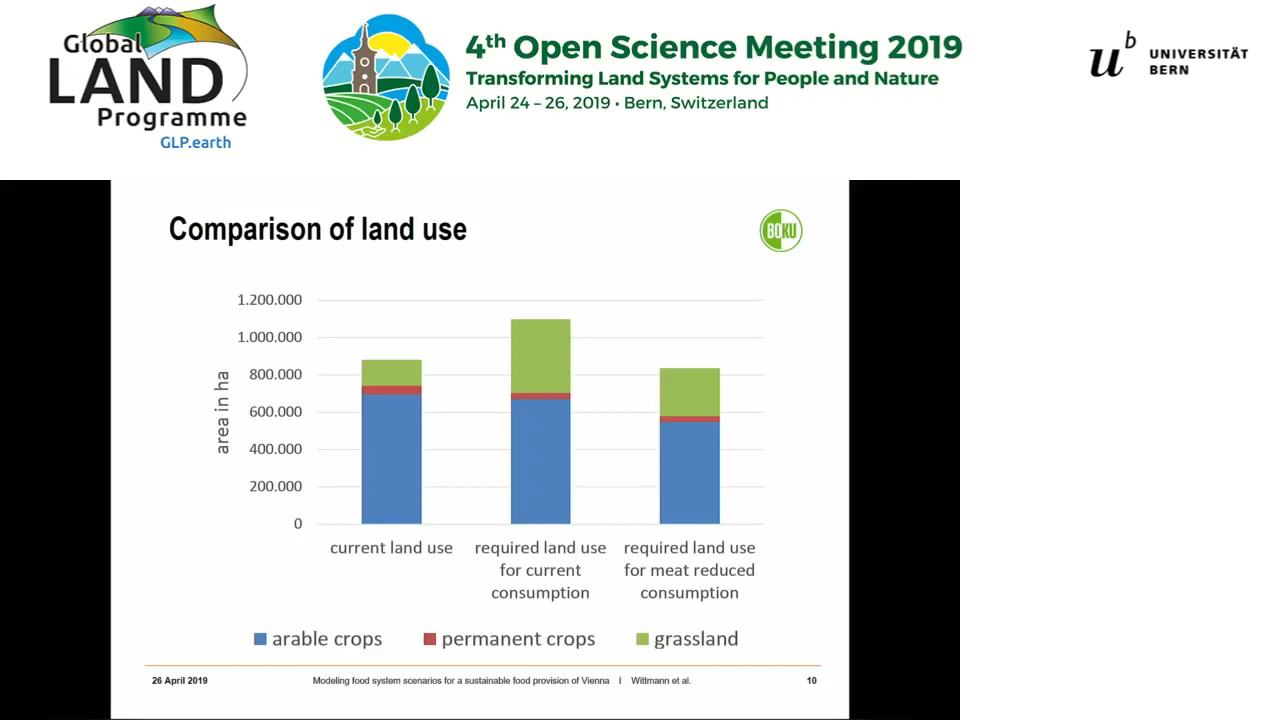 Global
LAND
Programme
GLP.earth
4th Open Science Meeting 2019
Transforming Land Systems for People and Nature
April 24 – 26, 2019 • Bern, Switzerland
u b
UNIVERSITÄT
BERN
Comparison of land use
BOKU
area in ha
1.200.000
1.000.000
800.000
600.000
400.000
200.000
0
current land use
required land use
for current
consumption
required land use
for meat reduced
consumption
arable crops
permanent crops
grassland
26 April 2019
Modeling food system scenarios for a sustainable food provision of Vienna I Wittmann et al.
10